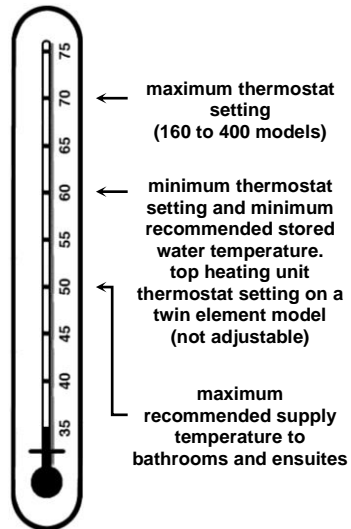 75
70
65
60
55
50
45
40
35
maximum thermostat
setting
(160 to 400 models)
minimum thermostat
setting and minimum
recommended stored
water temperature.
top heating unit
thermostat setting on a
twin element model
(not adjustable)
maximum
recommended supply
temperature to
bathrooms and ensuites